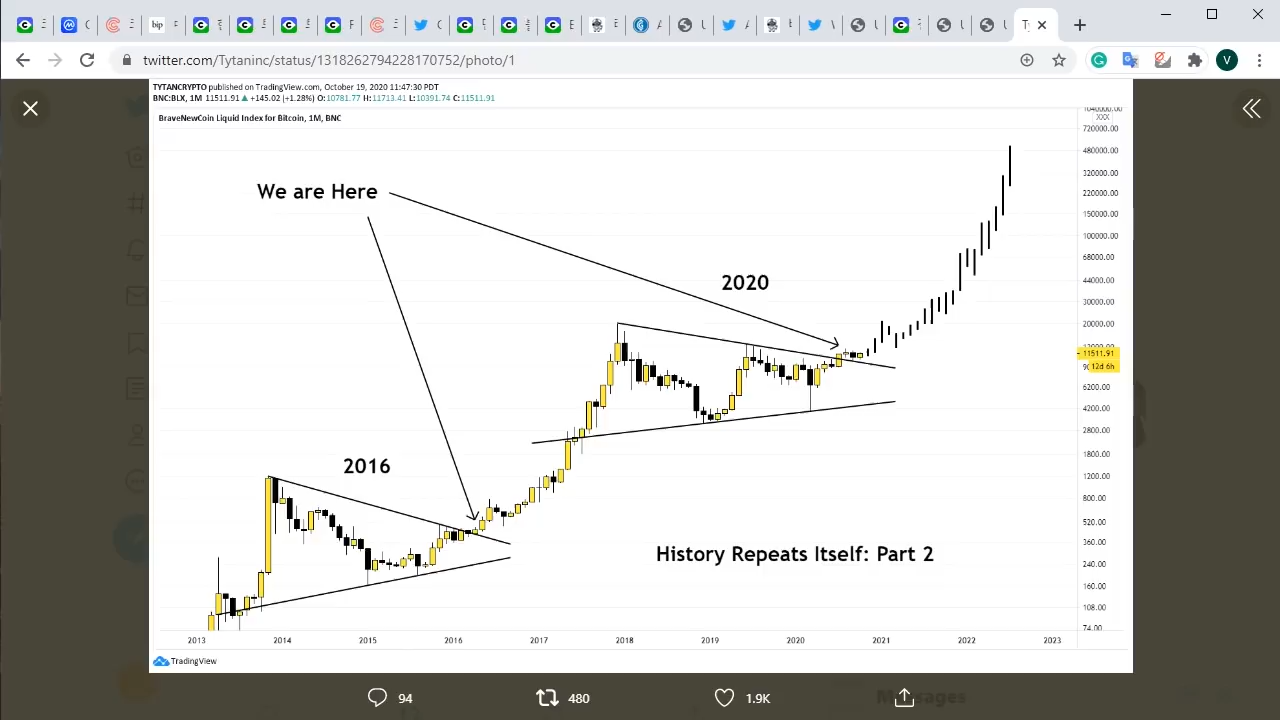 twitter.com/Tytaninc/status/1318262794228170752/photo/1
V
TYTANCRYPTO published on TradingView.com, October 19, 2020 11:47:30 PDT
BNC:BLX, 1M 11511.91 ▲ +145.02 (+1.28%) O:10781.77 H:11713.41 L:10391.74 C:11511.91
BraveNewCoin Liquid Index for Bitcoin, 1M, BNC
XXX
720000.00
480000.00
320000.00
220000.00
150000.00
100000.00
68000.00
44000.00
30000.00
20000.00
11511.91
12d 6h
6200.00
4200.00
2800.00
1800.00
1200.00
800.00
520.00
360.00
240.00
160.00
108.00
74.00
We are Here
2020
2016
History Repeats Itself: Part 2
2013 2014 2015 2016 2017 2018 2019 2020 2021 2022 2023
TradingView
94 480 1.9K
Messages